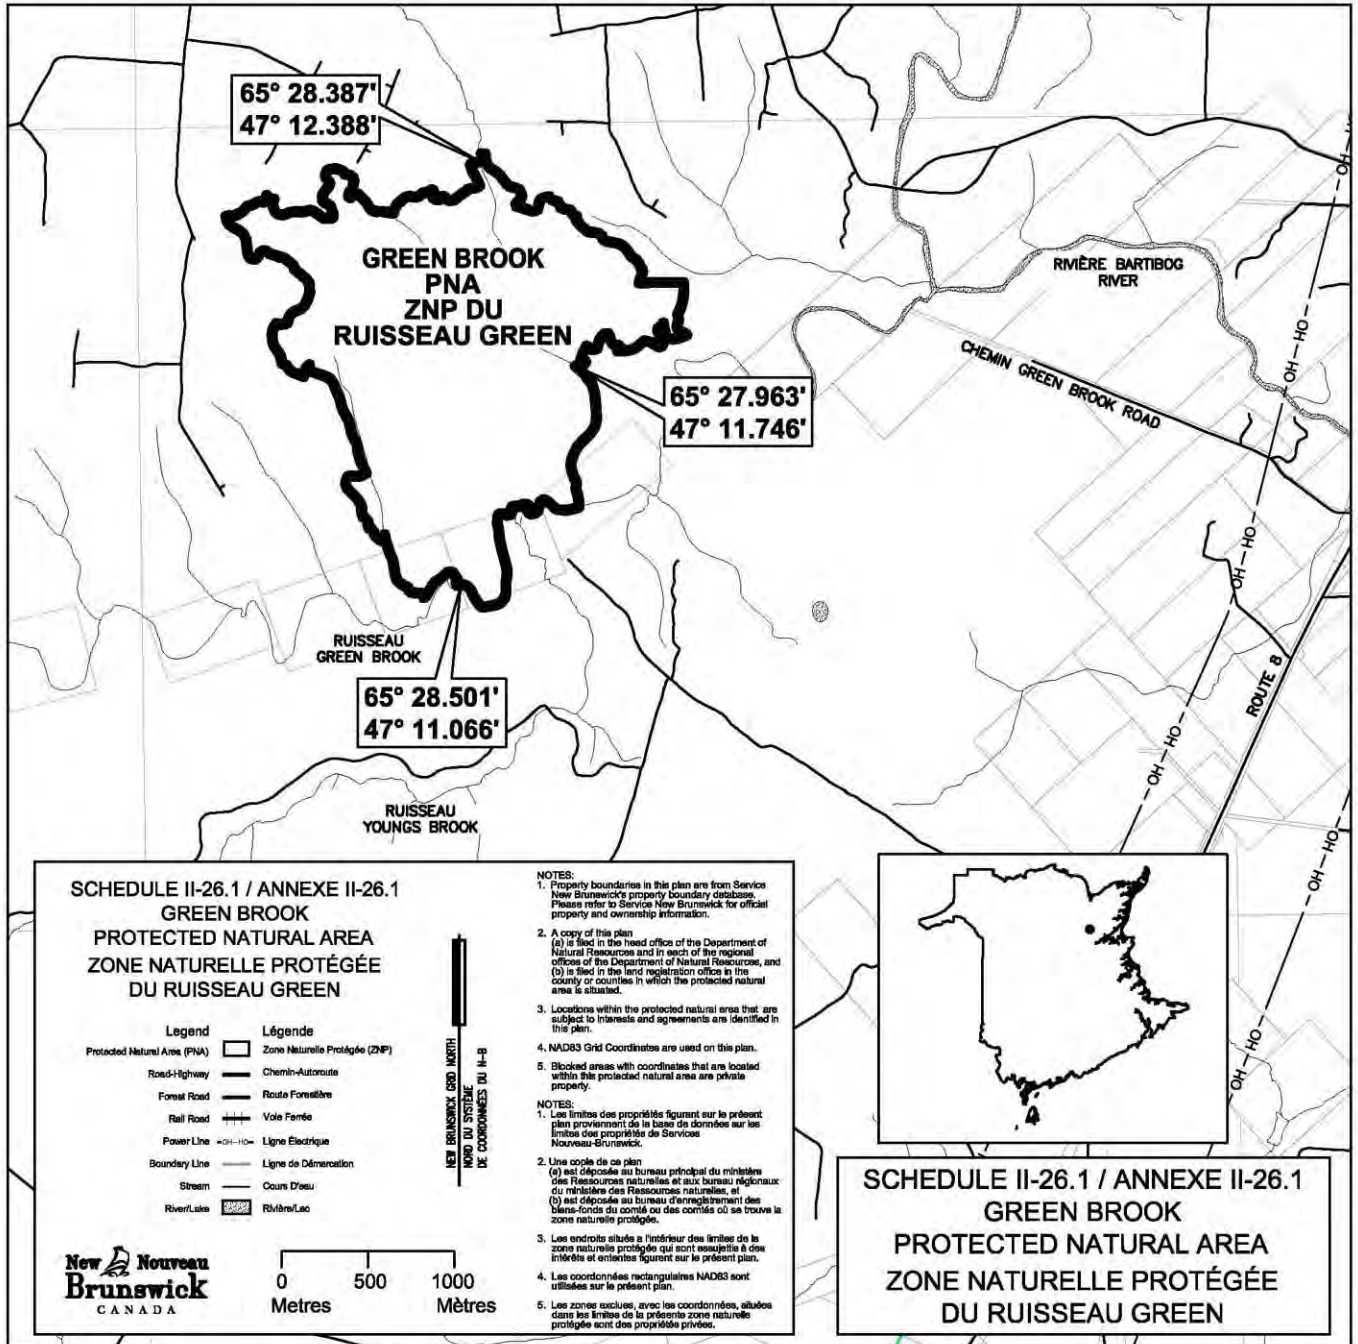 65° 28.387'
47° 12.388'
GREEN BROOK
PNA
ZNP DU
RUISSEAU GREEN
65° 27.963'
47° 11.746'
RIVIÈRE BARTIBOG
RIVER
CHEMIN GREEN BROOK ROAD
OH — HO
OH — HO
OH — HO
OH — HO
OH — HO
OH — HO
OH — HO
ROUTE 8
RUISSEAU
GREEN BROOK
65° 28.501'
47° 11.066'
RUISSEAU
YOUNGS BROOK
SCHEDULE II-26.1 / ANNEXE II-26.1
GREEN BROOK
PROTECTED NATURAL AREA
ZONE NATURELLE PROTÉGÉE
DU RUISSEAU GREEN
Legend Légende
Protected Natural Area (PNA) Zone Naturelle Protégée (ZNP)
Road-Highway Chemin-Autoroute
Forest Road Route Forestière
Rail Road Voie Ferrée
Power Line OH-HO Ligne Électrique
Boundary Line Ligne de Démarcation
Stream Cours D'eau
River/Lake Rivière/Lac
NEW BRUNSWICK GRID NORTH
NORD DU SYSTÈME
DE COORDONNÉES DU N-B
New Nouveau
Brunswick
CANADA
0 500 1000
Metres Mètres
NOTES:
1. Property boundaries in this plan are from Service
New Brunswick's property boundary database.
Please refer to Service New Brunswick for official
property and ownership information.
2. A copy of this plan
(a) is filed in the head office of the Department of
Natural Resources and in each of the regional
offices of the Department of Natural Resources, and
(b) is filed in the land registration office in the
county or counties in which the protected natural
area is situated.
3. Locations within the protected natural area that are
subject to interests and agreements are identified in
this plan.
4. NAD83 Grid Coordinates are used on this plan.
5. Blocked areas with coordinates that are located
within this protected natural area are private
property.
NOTES:
1. Les limites des propriétés figurant sur le présent
plan proviennent de la base de données sur les
limites des propriétés de Services
Nouveau-Brunswick.
2. Une copie de ce plan
(a) est déposée au bureau principal du ministère
des Ressources naturelles et aux bureau régionaux
du ministère des Ressources naturelles, et
(b) est déposée au bureau d'enregistrement des
biens-fonds du comté ou des comtés où se trouve la
zone naturelle protégée.
3. Les endroits situés a l'intérieur des limites de la
zone naturelle protégée qui sont assujettis à des
intérêts et ententes figurent sur le présent plan.
4. Les coordonnées rectangulaires NAD83 sont
utilisées sur le présent plan.
5. Les zones exclues, avec les coordonnées, situées
dans les limites de la présente zone naturelle
protégée sont des propriétés privées.
SCHEDULE II-26.1 / ANNEXE II-26.1
GREEN BROOK
PROTECTED NATURAL AREA
ZONE NATURELLE PROTÉGÉE
DU RUISSEAU GREEN